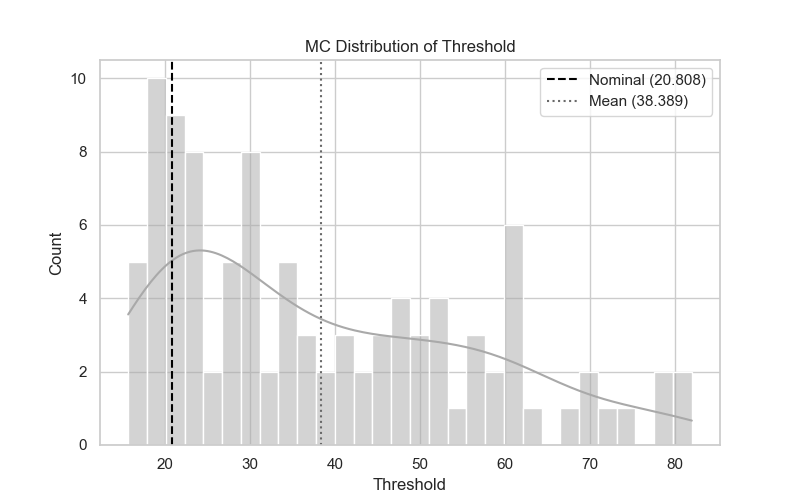 MC Distribution of Threshold
Nominal (20.808)
Mean (38.389)
10
8
6
4
2
0
Count
20 30 40 50 60 70 80
Threshold